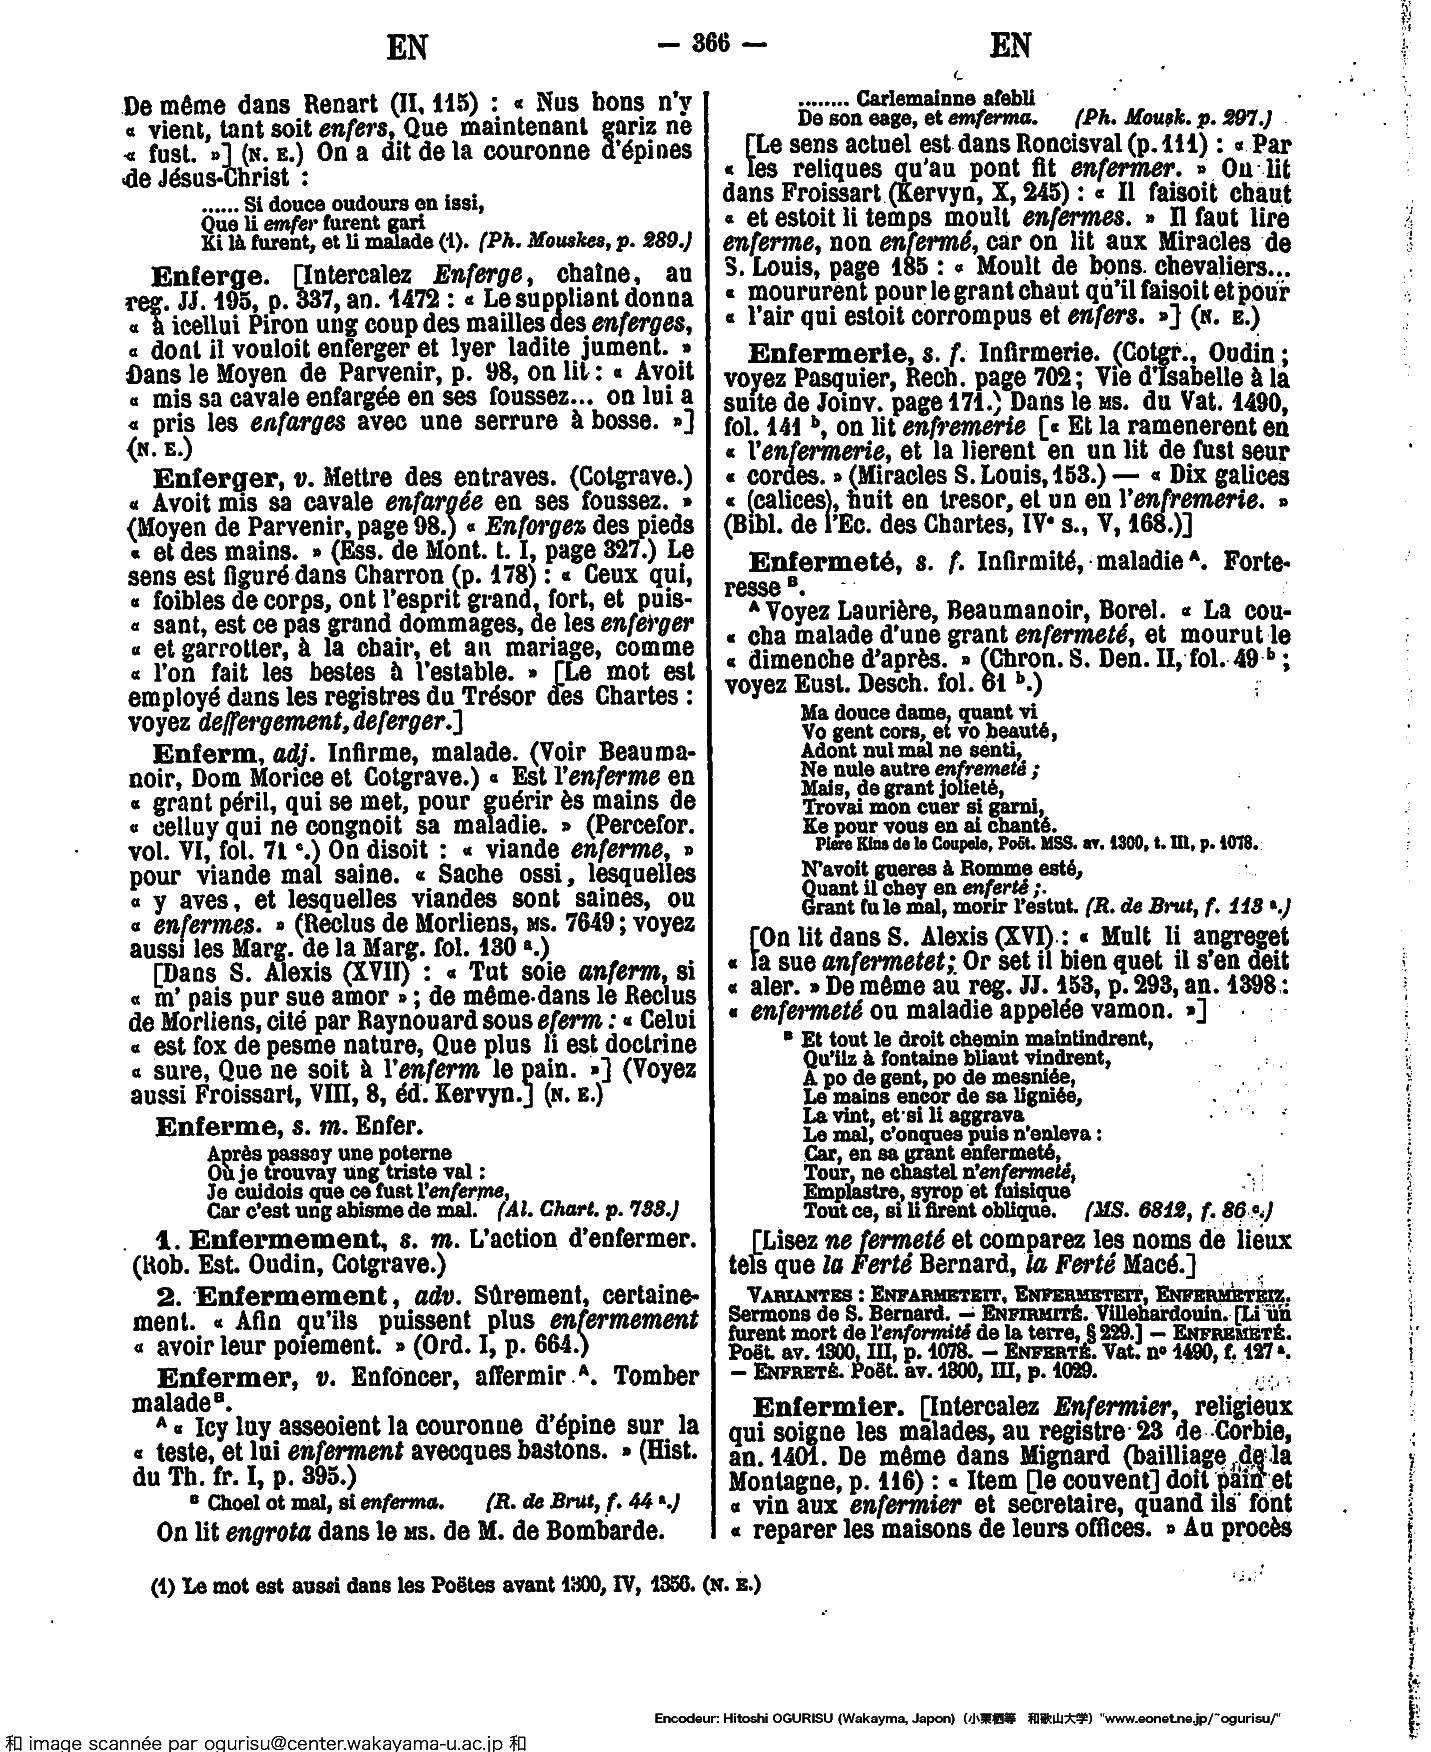 EN
— 366 —
EN
De même dans Renart (II, 115) : « Nus hons n'y
« vient, tant soit enfers, Que maintenant gariz ne
« fust. »] (N. E.) On a dit de la couronne d'épines
de Jésus-Christ :
...... Si douce oudours en issi,
Que li emfer furent gari
Ki là furent, et li malade (1). (Ph. Mouskes, p. 289.)
Enferge. [Intercalez Enferge, chaîne, au
reg. JJ. 195, p. 337, an. 1472 : « Le suppliant donna
« à icellui Piron ung coup des mailles des enferges,
« dont il vouloit enferger et lyer ladite jument. »
Dans le Moyen de Parvenir, p. 98, on lit : « Avoit
« mis sa cavale enfargée en ses foussez... on lui a
« pris les enfarges avec une serrure à bosse. »]
(N. E.)
Enferger, v. Mettre des entraves. (Cotgrave.)
« Avoit mis sa cavale enfargée en ses foussez. »
(Moyen de Parvenir, page 98.) « Enforgez des pieds
« et des mains. » (Ess. de Mont. t. I, page 327.) Le
sens est figuré dans Charron (p. 178) : « Ceux qui,
« foibles de corps, ont l'esprit grand, fort, et puis-
« sant, est ce pas grand dommages, de les enferger
« et garrotter, à la chair, et au mariage, comme
« l'on fait les bestes à l'estable. » [Le mot est
employé dans les registres du Trésor des Chartes :
voyez deffergement, deferger.]
Enferm, adj. Infirme, malade. (Voir Beauma-
noir, Dom Morice et Cotgrave.) « Est l'enferme en
« grant péril, qui se met, pour guérir ès mains de
« celluy qui ne congnoit sa maladie. » (Percefor.
vol. VI, fol. 71 c.) On disoit : « viande enferme, »
pour viande mal saine. « Sache ossi, lesquelles
« y aves, et lesquelles viandes sont saines, ou
« enfermes. » (Reclus de Morliens, MS. 7649 ; voyez
aussi les Marg. de la Marg. fol. 130 a.)
[Dans S. Alexis (XVII) : « Tut soie anferm, si
« m' pais pur sue amor » ; de même dans le Reclus
de Morliens, cité par Raynouard sous eferm : « Celui
« est fox de pesme nature, Que plus li est doctrine
« sure, Que ne soit à l'enferm le pain. »] (Voyez
aussi Froissart, VIII, 8, éd. Kervyn.] (N. E.)
Enferme, s. m. Enfer.
Après passay une poterne
Où je trouvay ung triste val :
Je cuidois que ce fust l'enferme,
Car c'est ung abisme de mal. (Al. Chart. p. 733.)
1. Enfermement, s. m. L'action d'enfermer.
(Rob. Est. Oudin, Cotgrave.)
2. Enfermement, adv. Sûrement, certaine-
ment. « Afin qu'ils puissent plus enfermement
« avoir leur poiement. » (Ord. I, p. 664.)
Enfermer, v. Enfoncer, affermir A. Tomber
malade B.
A « Icy luy asseoient la couronne d'épine sur la
« teste, et lui enferment avecques bastons. » (Hist.
du Th. fr. I, p. 395.)
B Choel ot mal, si enferma. (R. de Brut, f. 44 a.)
On lit engrota dans le MS. de M. de Bombarde.
........ Carlemainne afebli
De son eage, et emferma. (Ph. Mousk. p. 297.)
[Le sens actuel est dans Roncisval (p. 111) : « Par
« les reliques qu'au pont fit enfermer. » On lit
dans Froissart (Kervyn, X, 245) : « Il faisoit chaut
« et estoit li temps moult enfermes. » Il faut lire
enferme, non enfermé, car on lit aux Miracles de
S. Louis, page 185 : « Moult de bons chevaliers...
« moururent pour le grant chaut qu'il faisoit et pour
« l'air qui estoit corrompus et enfers. »] (N. E.)
Enfermerie, s. f. Infirmerie. (Cotgr., Oudin ;
voyez Pasquier, Rech. page 702 ; Vie d'Isabelle à la
suite de Joinv. page 171.) Dans le MS. du Vat. 1490,
fol. 141 b, on lit enfremerie [« Et la ramenerent en
« l'enfermerie, et la lierent en un lit de fust seur
« cordes. » (Miracles S. Louis, 153.) — « Dix galices
« (calices), huit en tresor, et un en l'enfremerie. »
(Bibl. de l'Ec. des Chartes, IVe s., V, 168.)]
Enfermeté, s. f. Infirmité, maladie A. Forte-
resse B.
A Voyez Laurière, Beaumanoir, Borel. « La cou-
« cha malade d'une grant enfermeté, et mourut le
« dimenche d'après. » (Chron. S. Den. II, fol. 49 b ;
voyez Eust. Desch. fol. 61 b.)
Ma douce dame, quant vi
Vo gent cors, et vo beauté,
Adont nul mal ne senti,
Ne nule autre enfremeté ;
Mais, de grant jolieté,
Trovai mon cuer si garni,
Ke pour vous en ai chanté.
Piere Kins de le Coupele, Poët. MSS. av. 1300, t. III, p. 1078.
N'avoit gueres à Romme esté,
Quant il chey en enferté ;
Grant fu le mal, morir l'estut. (R. de Brut, f. 113 a.)
[On lit dans S. Alexis (XVI) : « Mult li angreget
« la sue anfermetet ; Or set il bien quet il s'en deit
« aler. » De même au reg. JJ. 153, p. 293, an. 1398 :
« enfermeté ou maladie appelée vamon. »]
B Et tout le droit chemin maintindrent,
Qu'ilz à fontaine bliaut vindrent,
A po de gent, po de mesniée,
Le mains encor de sa ligniée,
La vint, et si li aggrava
Le mal, c'onques puis n'enleva :
Car, en sa grant enfermeté,
Tour, ne chastel n'enfermeté,
Emplastre, syrop et fuisique
Tout ce, si li firent oblique. (MS. 6812, f. 86 c.)
[Lisez ne fermeté et comparez les noms de lieux
tels que la Ferté Bernard, la Ferté Macé.]
VARIANTES : ENFARMETEIT, ENFERMETEIT, ENFERMETEIZ.
Sermons de S. Bernard. — ENFIRMITÉ. Villehardouin. [Li un
furent mort de l'enformité de la terre, § 229.] — ENFREMETÉ.
Poët. av. 1300, III, p. 1078. — ENFERTÉ. Vat. n° 1490, f. 127 a.
— ENFRETÉ. Poët. av. 1300, III, p. 1029.
Enfermier. [Intercalez Enfermier, religieux
qui soigne les malades, au registre 23 de Corbie,
an. 1401. De même dans Mignard (bailliage de la
Montagne, p. 116) : « Item [le couvent] doit pain et
« vin aux enfermier et secretaire, quand ils font
« reparer les maisons de leurs offices. » Au procès
(1) Le mot est aussi dans les Poëtes avant 1300, IV, 1356. (N. E.)
Encodeur: Hitoshi OGURISU (Wakayma, Japon) (小栗栖等 和歌山大学) "www.eonet.ne.jp/~ogurisu/"
和 image scannée par ogurisu@center.wakayama-u.ac.jp 和